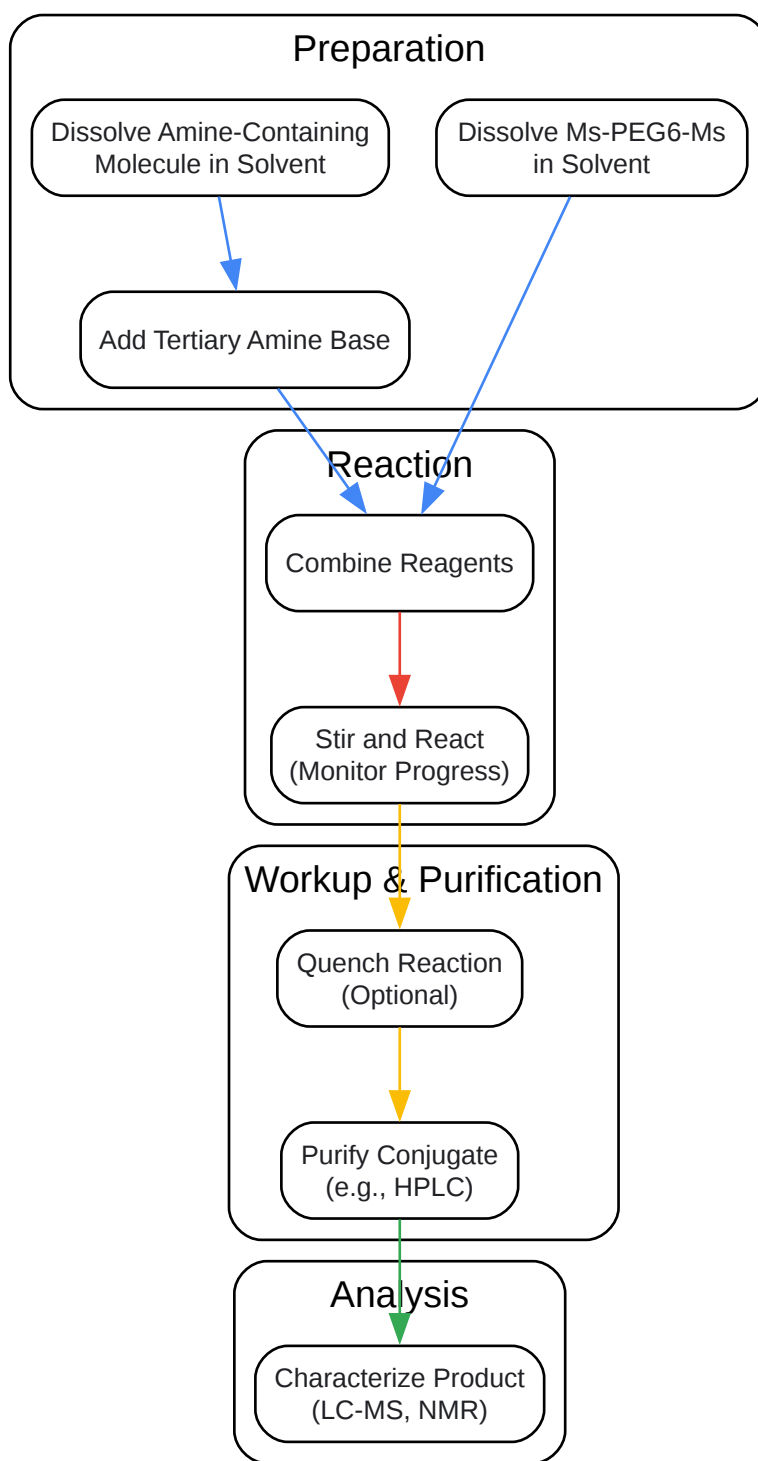 Preparation
Dissolve Amine-Containing
Molecule in Solvent
Dissolve Ms-PEG6-Ms
in Solvent
Add Tertiary Amine Base
Reaction
Combine Reagents
Stir and React
(Monitor Progress)
Workup & Purification
Quench Reaction
(Optional)
Purify Conjugate
(e.g., HPLC)
Analysis
Characterize Product
(LC-MS, NMR)